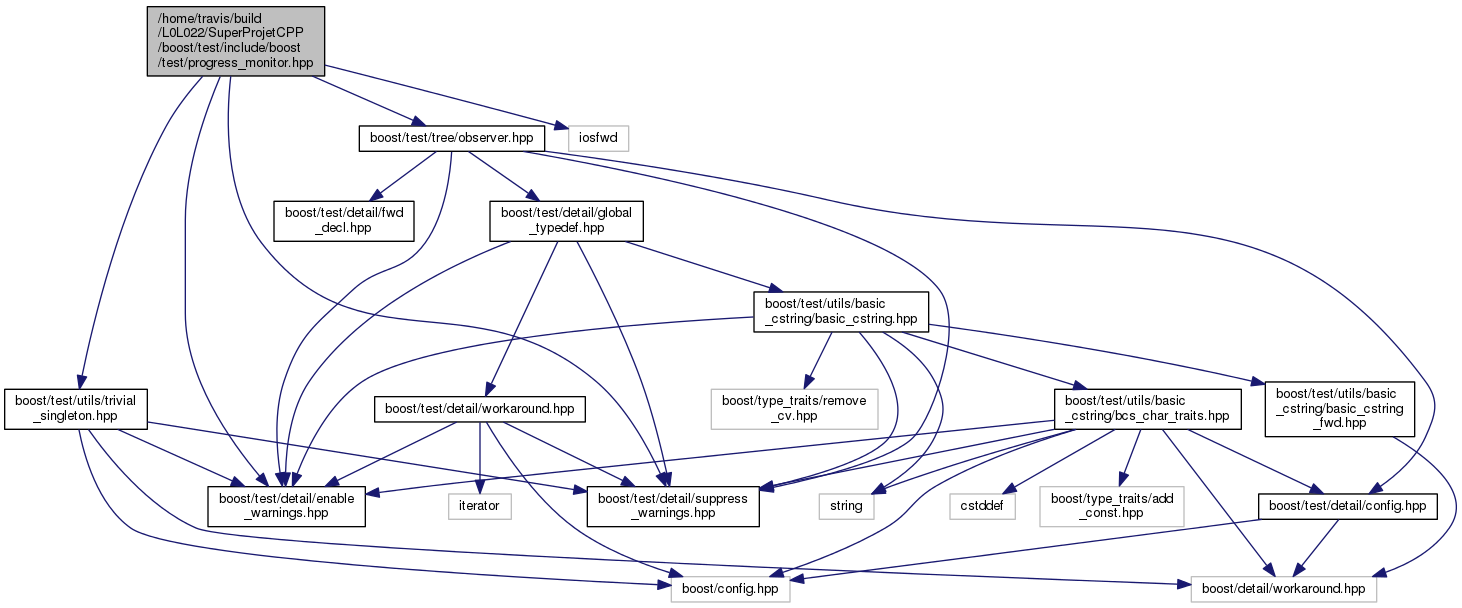 /home/travis/build
/L0L022/SuperProjetCPP
/boost/test/include/boost
/test/progress_monitor.hpp
boost/test/tree/observer.hpp
iosfwd
boost/test/detail/fwd
_decl.hpp
boost/test/detail/global
_typedef.hpp
boost/test/utils/basic
_cstring/basic_cstring.hpp
boost/test/utils/trivial
_singleton.hpp
boost/test/detail/workaround.hpp
boost/type_traits/remove
_cv.hpp
boost/test/utils/basic
_cstring/bcs_char_traits.hpp
boost/test/utils/basic
_cstring/basic_cstring
_fwd.hpp
boost/test/detail/enable
_warnings.hpp
iterator
boost/test/detail/suppress
_warnings.hpp
string
cstddef
boost/type_traits/add
_const.hpp
boost/test/detail/config.hpp
boost/config.hpp
boost/detail/workaround.hpp